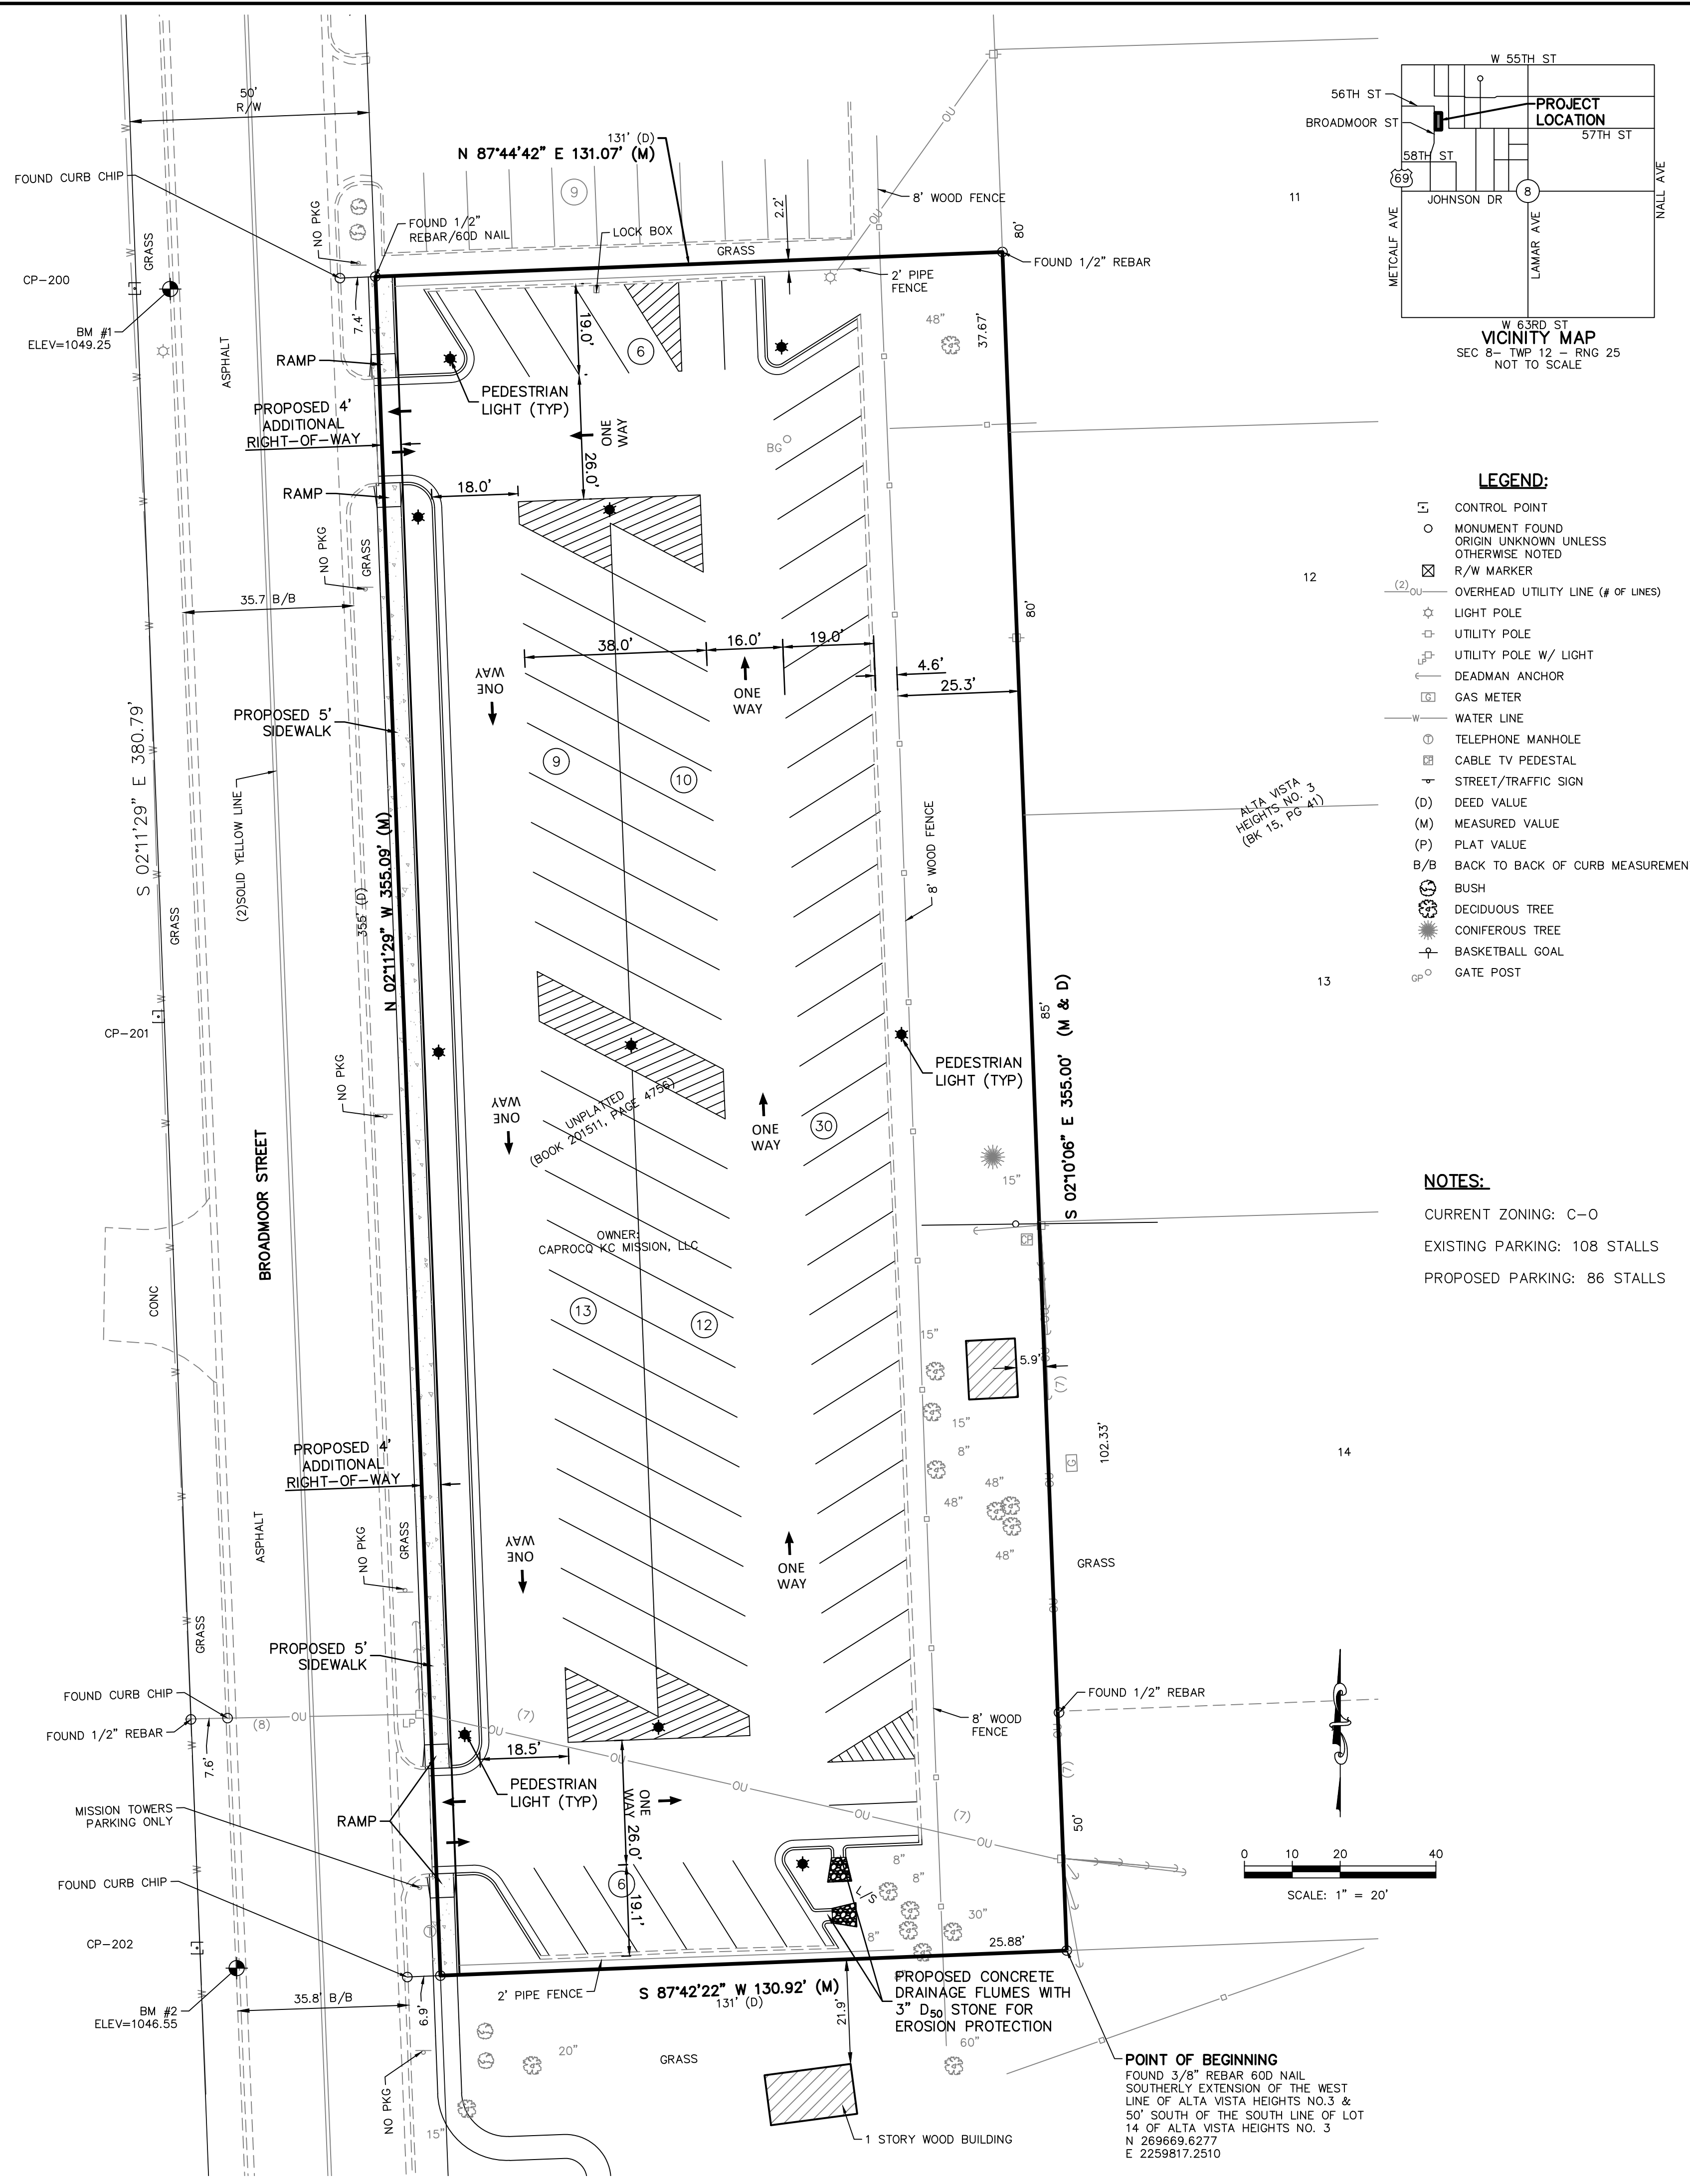 50'
R/W
131' (D)
N 87°44'42" E 131.07' (M)
FOUND CURB CHIP
NO PKG
FOUND 1/2"
REBAR/60D NAIL
9
LOCK BOX
2.2'
OU
OU
8' WOOD FENCE
80'
GRASS
FOUND 1/2" REBAR
2' PIPE
FENCE
GRASS
CP-200
BM #1
ELEV=1049.25
7.4'
W
ASPHALT
RAMP
19.0'
6
48"
37.67'
PEDESTRIAN
LIGHT (TYP)
PROPOSED 4'
ADDITIONAL
RIGHT-OF-WAY
ONE
WAY
BG
26.0'
RAMP
18.0'
NO PKG
GRASS
35.7' B/B
38.0'
16.0'
19.0'
4.6'
25.3'
80'
ONE
WAY
ONE
WAY
PROPOSED 5'
SIDEWALK
S 02°11'29" E 380.79'
9
10
(2)SOLID YELLOW LINE
N 02°11'29" W 355.09' (M)
355' (D)
8' WOOD FENCE
ALTA VISTA
HEIGHTS NO. 3
(BK 15, PG 41)
GRASS
CP-201
NO PKG
PEDESTRIAN
LIGHT (TYP)
85'
S 02°10'06" E 355.00' (M & D)
ONE
WAY
UNPLATTED
(BOOK 201511, PAGE 4756)
ONE
WAY
30
15"
BROADMOOR STREET
OWNER:
CAPROCQ KC MISSION, LLC
CP
CONC
13
12
15"
5.9'
(7)
15"
8"
102.33'
G
48"
48"
48"
PROPOSED 4'
ADDITIONAL
RIGHT-OF-WAY
ASPHALT
NO PKG
GRASS
ONE
WAY
ONE
WAY
GRASS
GRASS
PROPOSED 5'
SIDEWALK
FOUND CURB CHIP
FOUND 1/2" REBAR
FOUND 1/2" REBAR
(8)
OU
LP
(7)
OU
8' WOOD
FENCE
7.6'
18.5'
OU
(7)
MISSION TOWERS
PARKING ONLY
PEDESTRIAN
LIGHT (TYP)
RAMP
ONE
WAY
26.0'
OU
OU
(7)
OU
50'
FOUND CURB CHIP
6
19.1'
L/S
8"
8"
30"
8"
25.88'
CP-202
BM #2
ELEV=1046.55
35.8' B/B
6.9'
2' PIPE FENCE
S 87°42'22" W 130.92' (M)
131' (D)
21.9'
PROPOSED CONCRETE
DRAINAGE FLUMES WITH
3" D50 STONE FOR
EROSION PROTECTION
60"
20"
GRASS
NO PKG
15"
1 STORY WOOD BUILDING
POINT OF BEGINNING
FOUND 3/8" REBAR 60D NAIL
SOUTHERLY EXTENSION OF THE WEST
LINE OF ALTA VISTA HEIGHTS NO.3 &
50' SOUTH OF THE SOUTH LINE OF LOT
14 OF ALTA VISTA HEIGHTS NO. 3
N 269669.6277
E 2259817.2510
11
12
13
14
W 55TH ST
56TH ST
BROADMOOR ST
PROJECT
LOCATION
57TH ST
58TH ST
69
8
JOHNSON DR
METCALF AVE
LAMAR AVE
NALL AVE
W 63RD ST
VICINITY MAP
SEC 8- TWP 12 - RNG 25
NOT TO SCALE
LEGEND:
CONTROL POINT
MONUMENT FOUND
ORIGIN UNKNOWN UNLESS
OTHERWISE NOTED
R/W MARKER
(2) OU OVERHEAD UTILITY LINE (# OF LINES)
LIGHT POLE
UTILITY POLE
LP UTILITY POLE W/ LIGHT
DEADMAN ANCHOR
G GAS METER
W WATER LINE
T TELEPHONE MANHOLE
CP CABLE TV PEDESTAL
STREET/TRAFFIC SIGN
(D) DEED VALUE
(M) MEASURED VALUE
(P) PLAT VALUE
B/B BACK TO BACK OF CURB MEASUREMEN
BUSH
DECIDUOUS TREE
CONIFEROUS TREE
BASKETBALL GOAL
GP GATE POST
NOTES:
CURRENT ZONING: C-O
EXISTING PARKING: 108 STALLS
PROPOSED PARKING: 86 STALLS
0 10 20 40
SCALE: 1" = 20'